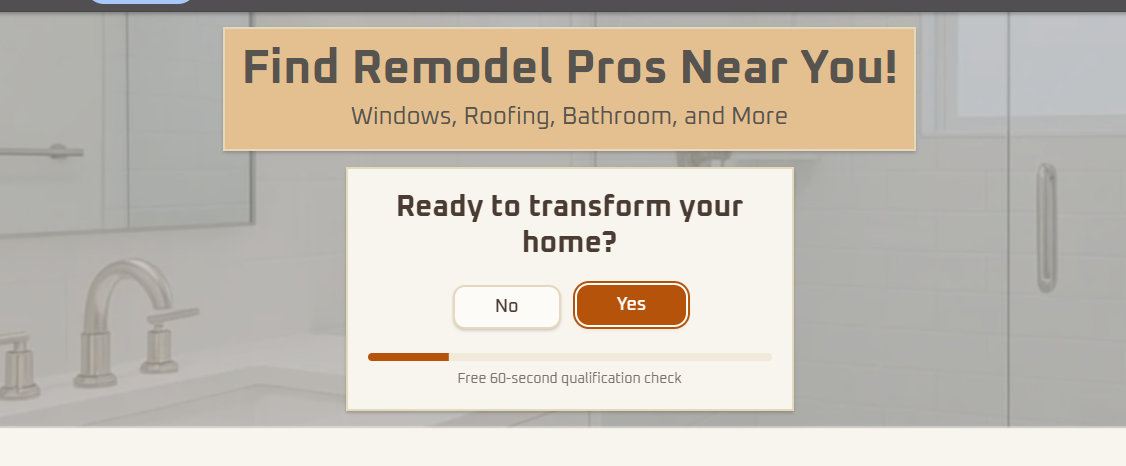 Find Remodel Pros Near You!
Windows, Roofing, Bathroom, and More
Ready to transform your
home?
No
Yes
Free 60-second qualification check